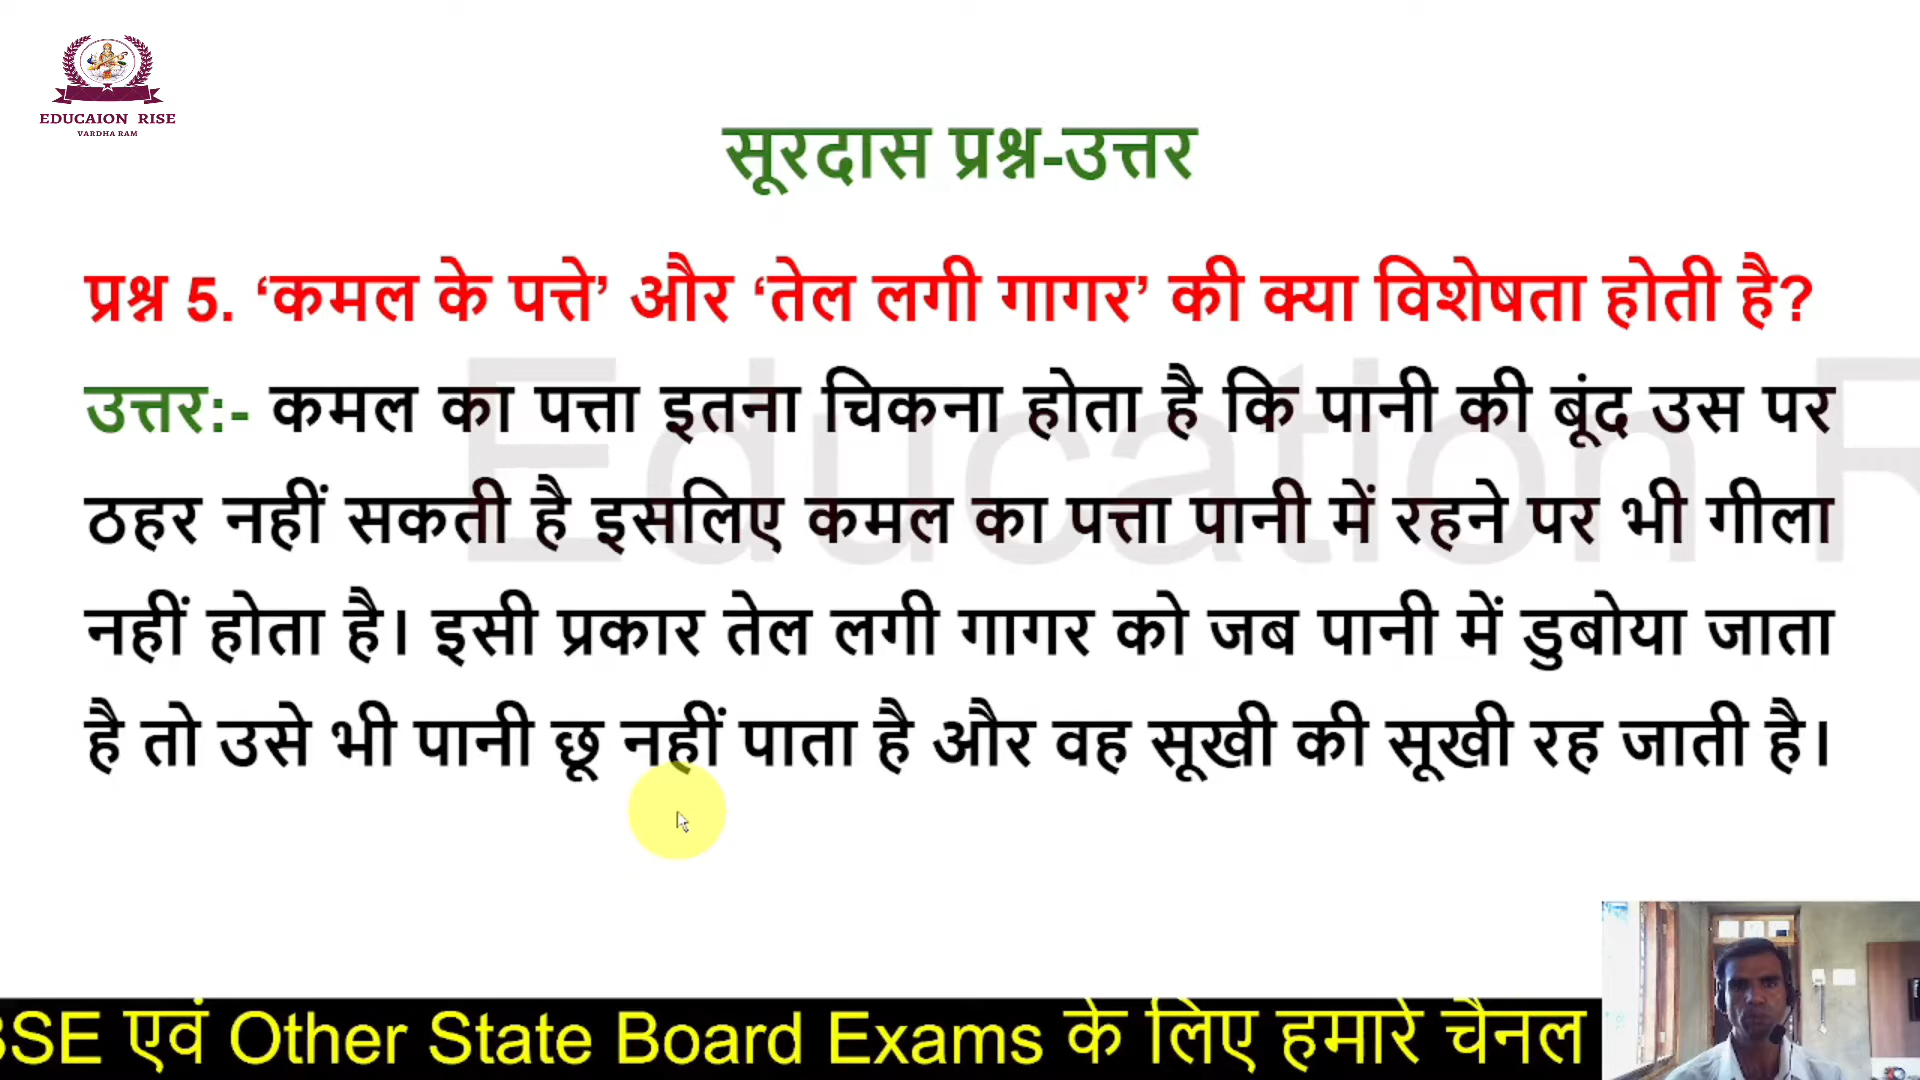 EDUCAION RISE
VARDHA RAM
सूरदास प्रश्न-उत्तर
प्रश्न 5. ‘कमल के पत्ते’ और ‘तेल लगी गागर’ की क्या विशेषता होती है?
उत्तर:- कमल का पत्ता इतना चिकना होता है कि पानी की बूंद उस पर
ठहर नहीं सकती है इसलिए कमल का पत्ता पानी में रहने पर भी गीला
नहीं होता है। इसी प्रकार तेल लगी गागर को जब पानी में डुबोया जाता
है तो उसे भी पानी छू नहीं पाता है और वह सूखी की सूखी रह जाती है।
Education R
SE एवं Other State Board Exams के लिए हमारे चैनल